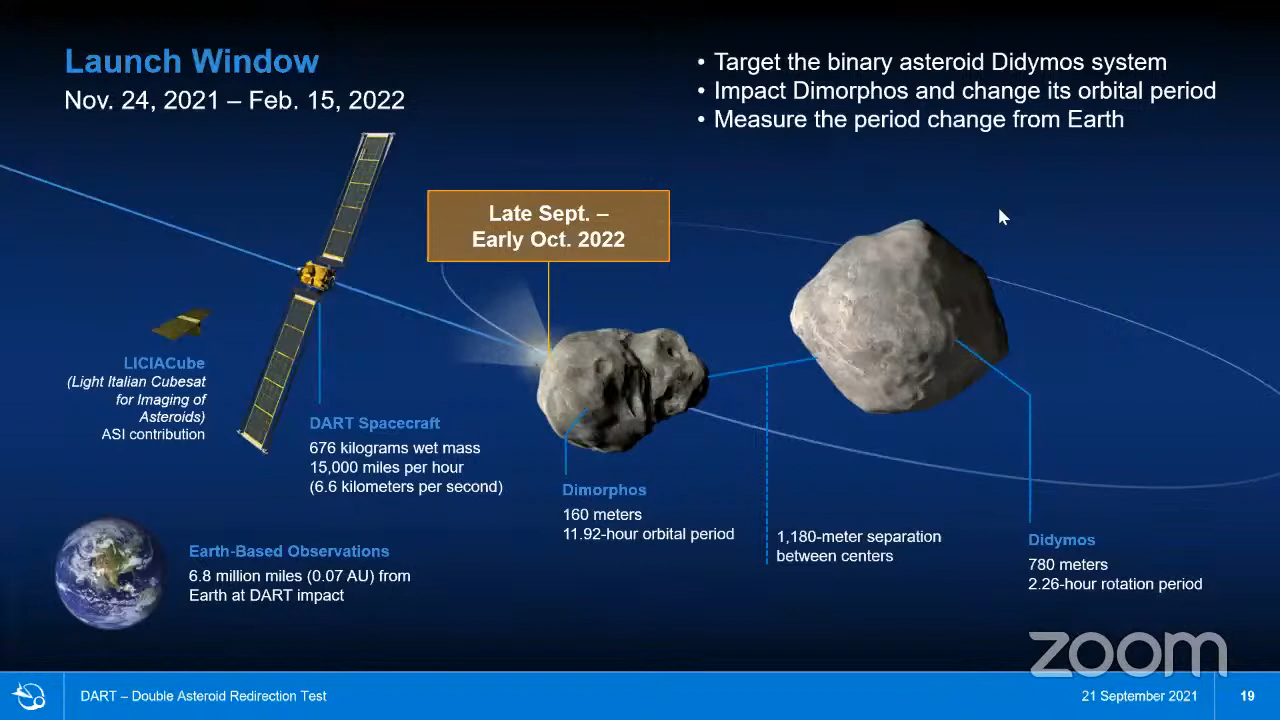 Launch Window
Nov. 24, 2021 – Feb. 15, 2022
• Target the binary asteroid Didymos system
• Impact Dimorphos and change its orbital period
• Measure the period change from Earth
Late Sept. –
Early Oct. 2022
LICIACube
(Light Italian Cubesat
for Imaging of
Asteroids)
ASI contribution
DART Spacecraft
676 kilograms wet mass
15,000 miles per hour
(6.6 kilometers per second)
Dimorphos
160 meters
11.92-hour orbital period
1,180-meter separation
between centers
Didymos
780 meters
2.26-hour rotation period
Earth-Based Observations
6.8 million miles (0.07 AU) from
Earth at DART impact
zoom
DART – Double Asteroid Redirection Test
21 September 2021
19